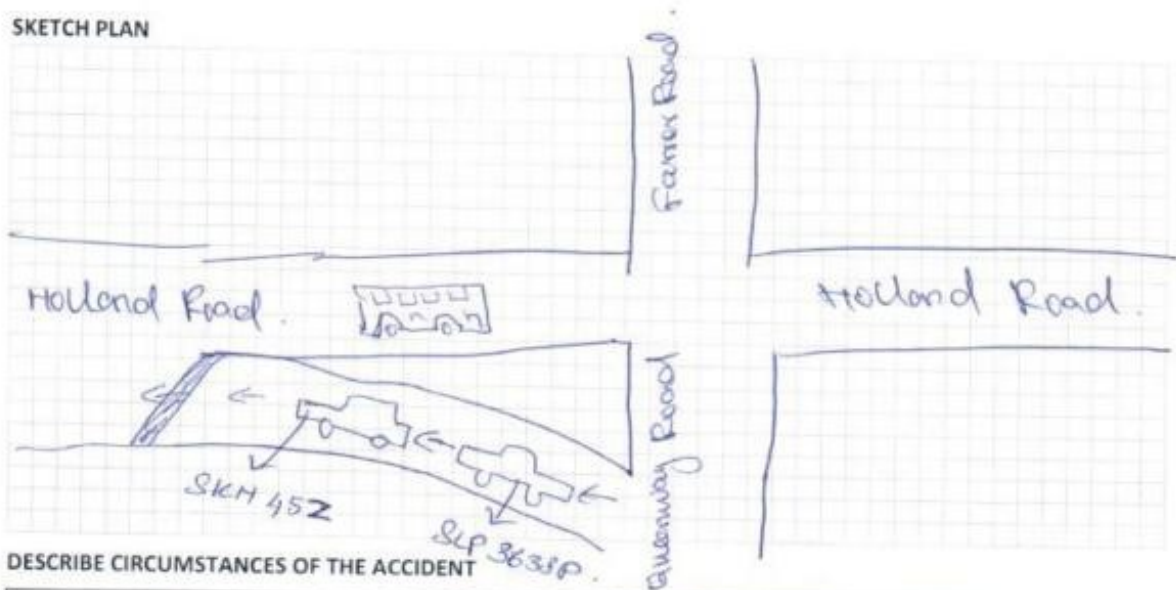 SKETCH PLAN
Farrer Road.
Holland Road.
Holland Road.
Queensway Road
SKH 45Z
SLP 3633P.
DESCRIBE CIRCUMSTANCES OF THE ACCIDENT